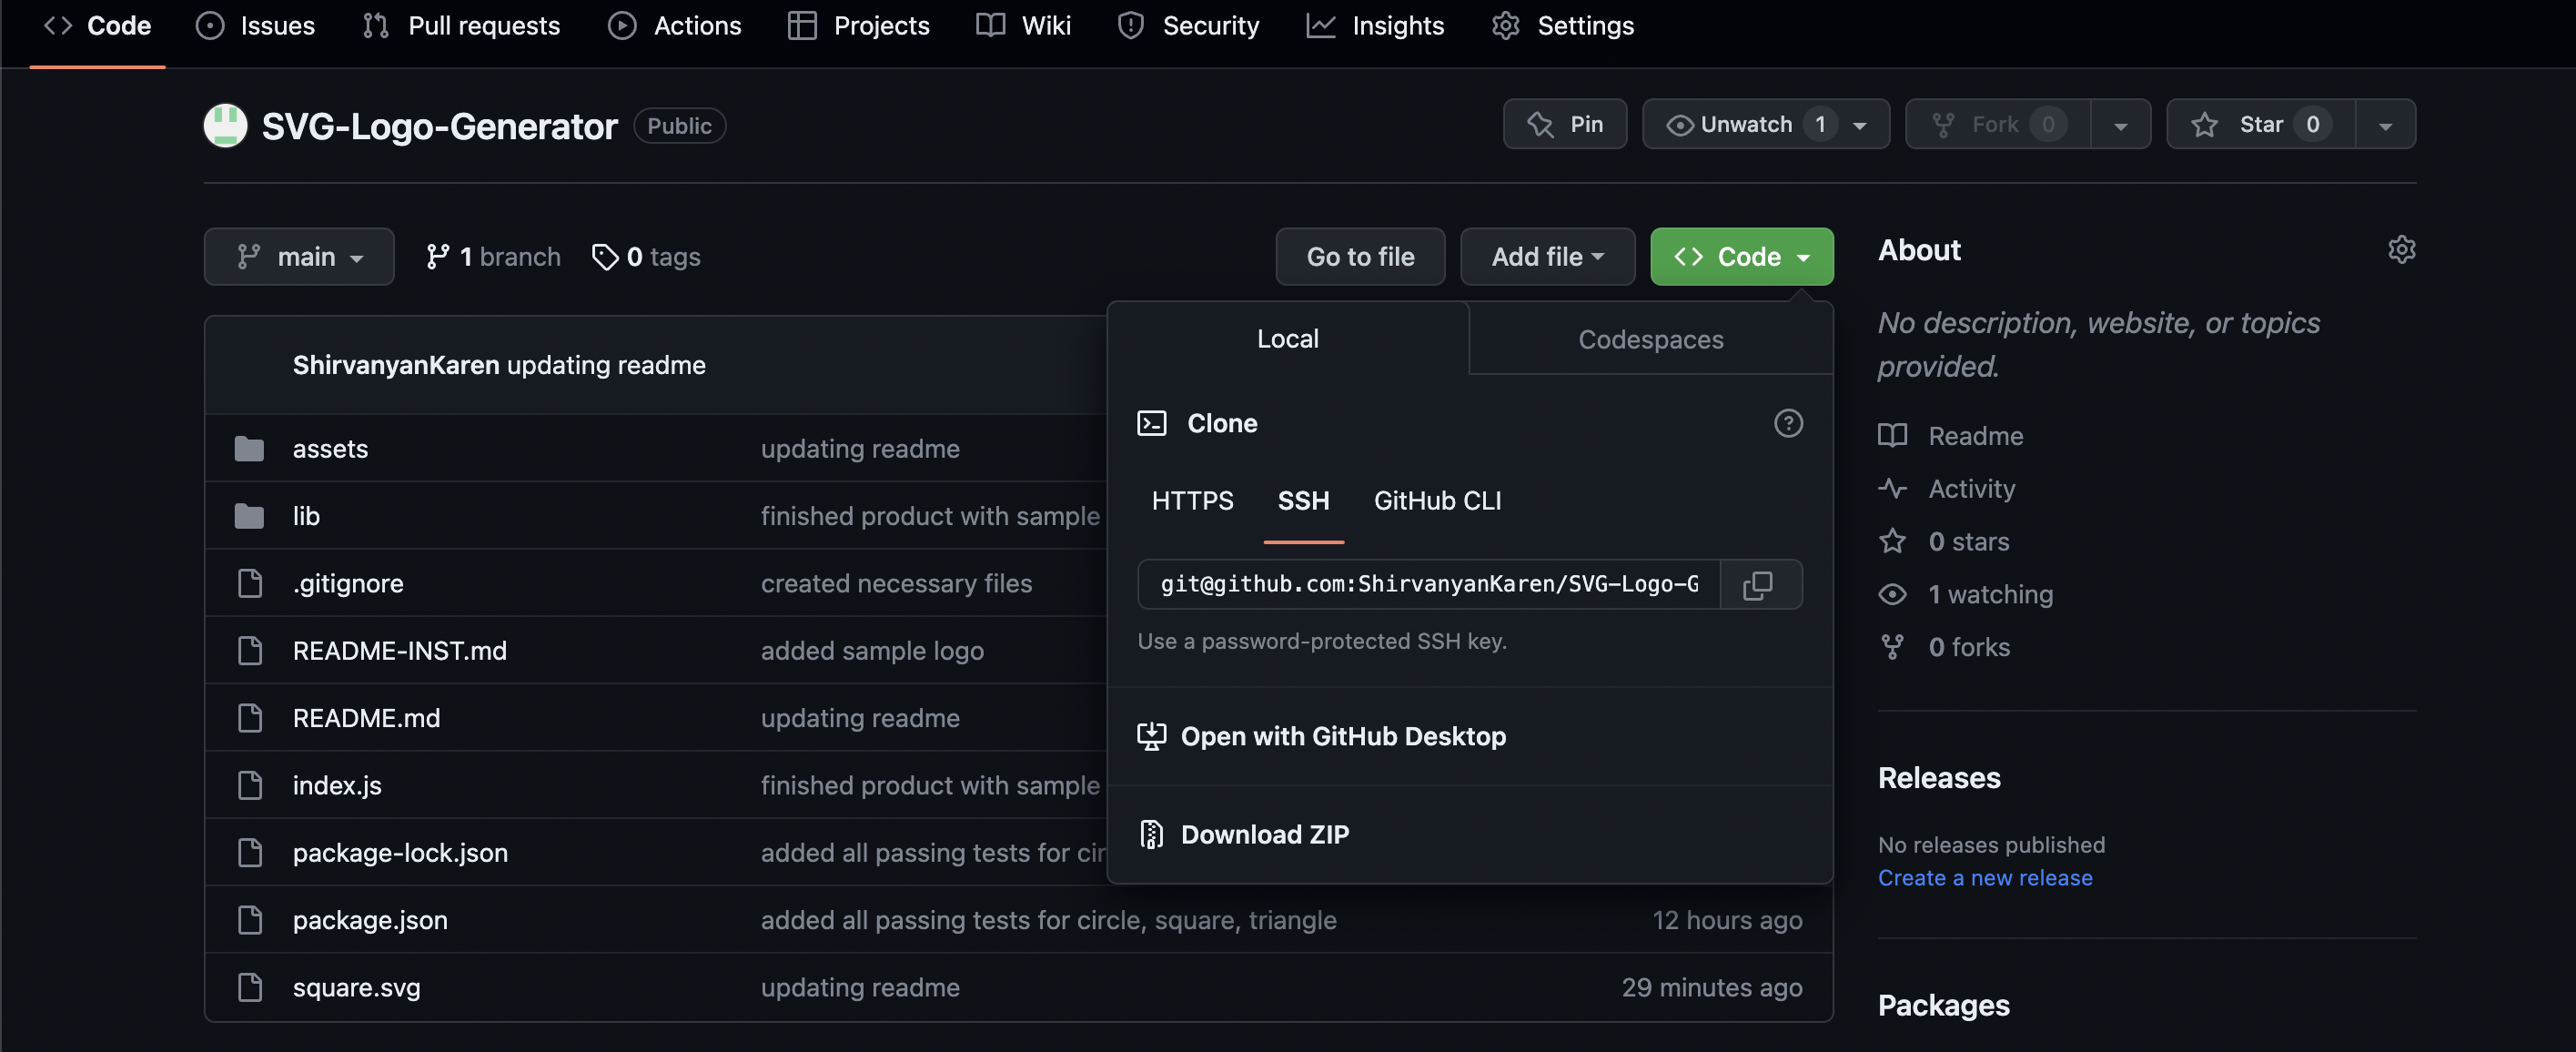 Code Issues Pull requests Actions Projects Wiki Security Insights Settings
SVG-Logo-Generator Public Pin Unwatch 1 Fork 0 Star 0
main 1 branch 0 tags Go to file Add file Code
ShirvanyanKaren updating readme
assets updating readme
lib finished product with sample
.gitignore created necessary files
README-INST.md added sample logo
README.md updating readme
index.js finished product with sample
package-lock.json added all passing tests for cir
package.json added all passing tests for circle, square, triangle 12 hours ago
square.svg updating readme 29 minutes ago
Local Codespaces
Clone
HTTPS SSH GitHub CLI
git@github.com:ShirvanyanKaren/SVG-Logo-G
Use a password-protected SSH key.
Open with GitHub Desktop
Download ZIP
About
No description, website, or topics
provided.
Readme
Activity
0 stars
1 watching
0 forks
Releases
No releases published
Create a new release
Packages